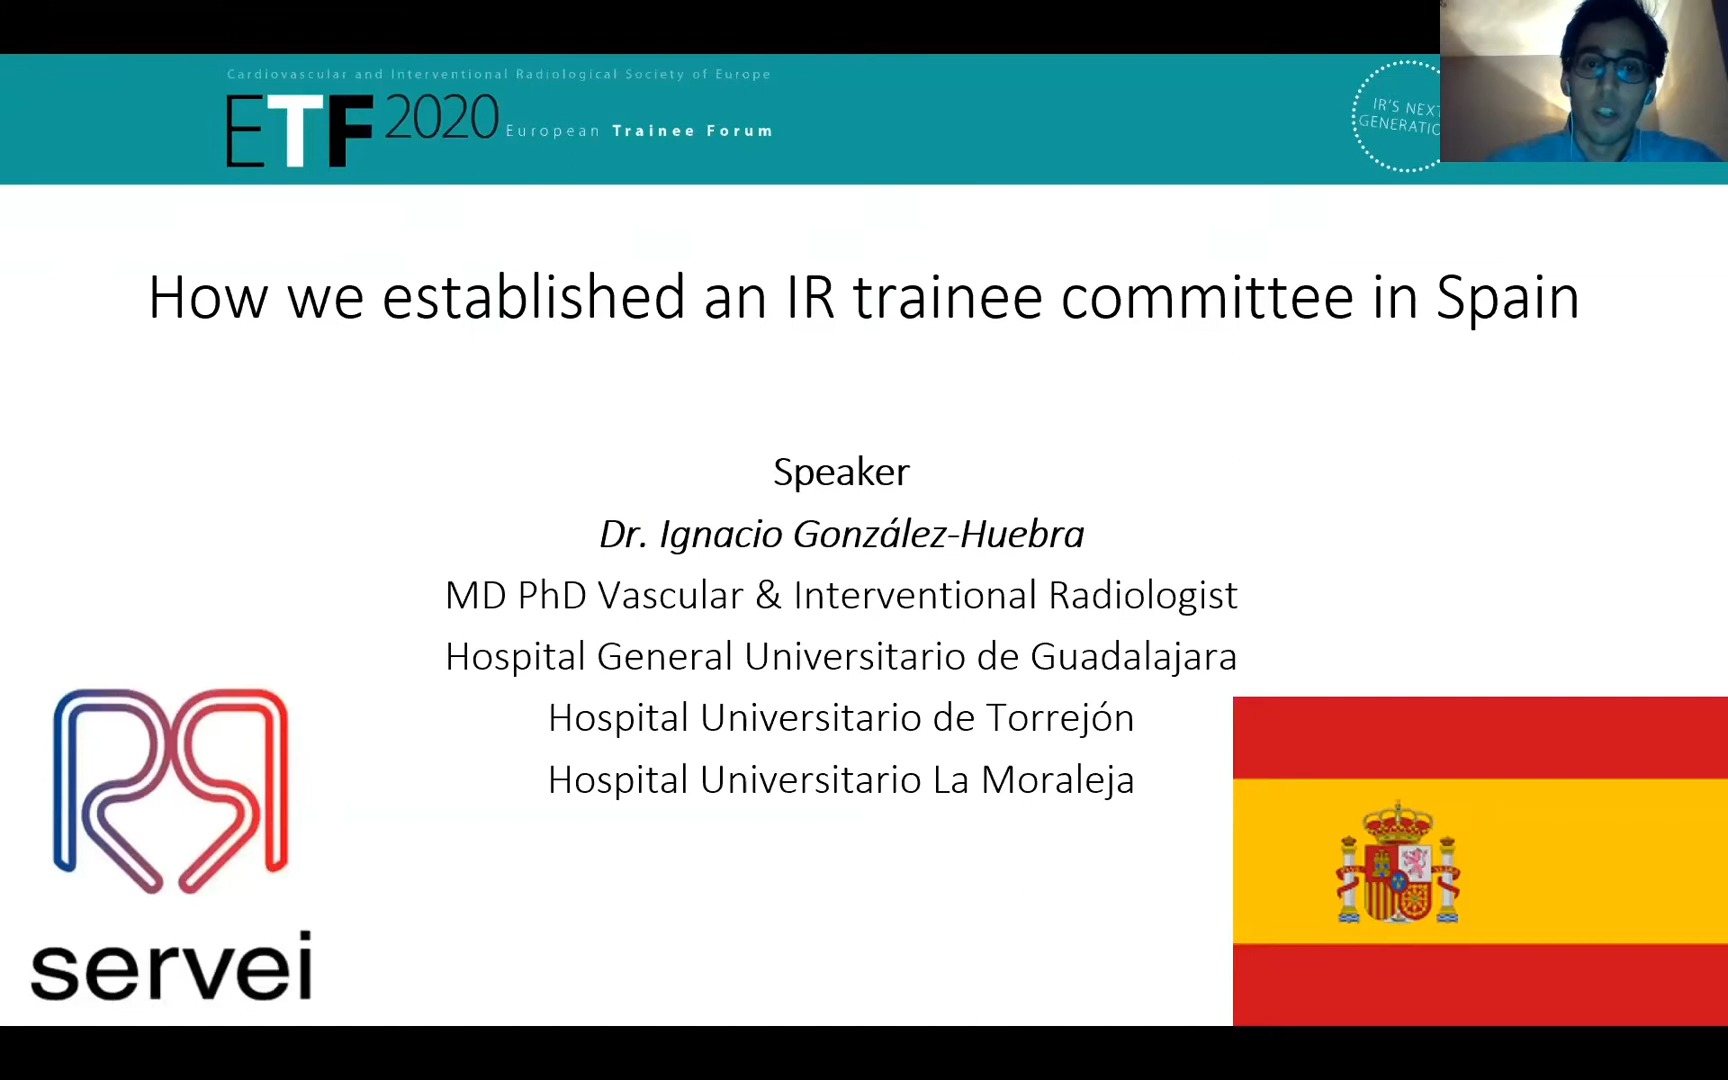 Cardiovascular and Interventional Radiological Society of Europe
ETF 2020 European Trainee Forum
IR'S NEXT
GENERATIO
How we established an IR trainee committee in Spain
Speaker
Dr. Ignacio González-Huebra
MD PhD Vascular & Interventional Radiologist
Hospital General Universitario de Guadalajara
Hospital Universitario de Torrejón
Hospital Universitario La Moraleja
servei